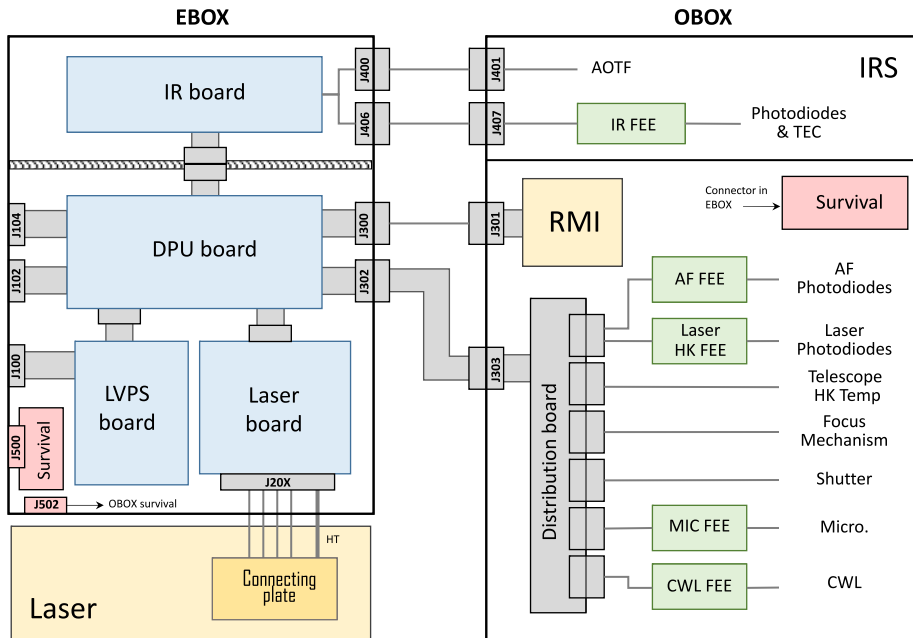 EBOX
OBOX
IR board
J400
J401
AOTF
IRS
J406
J407
IR FEE
Photodiodes
& TEC
J104
DPU board
J300
J301
RMI
Connector in
EBOX
Survival
J102
J302
AF FEE
AF
Photodiodes
J100
LVPS
board
Laser
board
J303
Distribution board
Laser
HK FEE
Laser
Photodiodes
Telescope
HK Temp
J500
Survival
Focus
Mechanism
J20X
Shutter
J502
OBOX survival
HT
MIC FEE
Micro.
Laser
Connecting
plate
CWL FEE
CWL